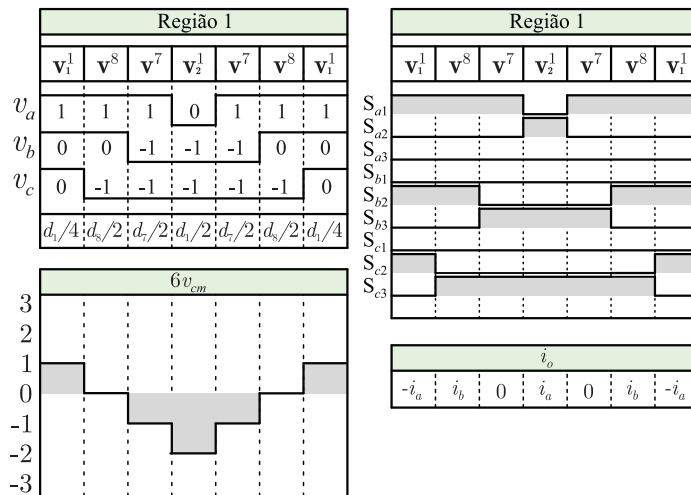 Região 1
v₁¹ v⁸ v⁷ v₂¹ v⁷ v⁸ v₁¹
vₐ 1 1 1 0 1 1 1
v_b 0 0 -1 -1 -1 0 0
v_c 0 -1 -1 -1 -1 -1 0
d₁/4 d₈/2 d₇/2 d₁/2 d₇/2 d₈/2 d₁/4
6v_cm
3
2
1
0
-1
-2
-3
Região 1
v₁¹ v⁸ v⁷ v₂¹ v⁷ v⁸ v₁¹
S_a1
S_a2
S_a3
S_b1
S_b2
S_b3
S_c1
S_c2
S_c3
i_o
-i_a i_b 0 i_a 0 i_b -i_a